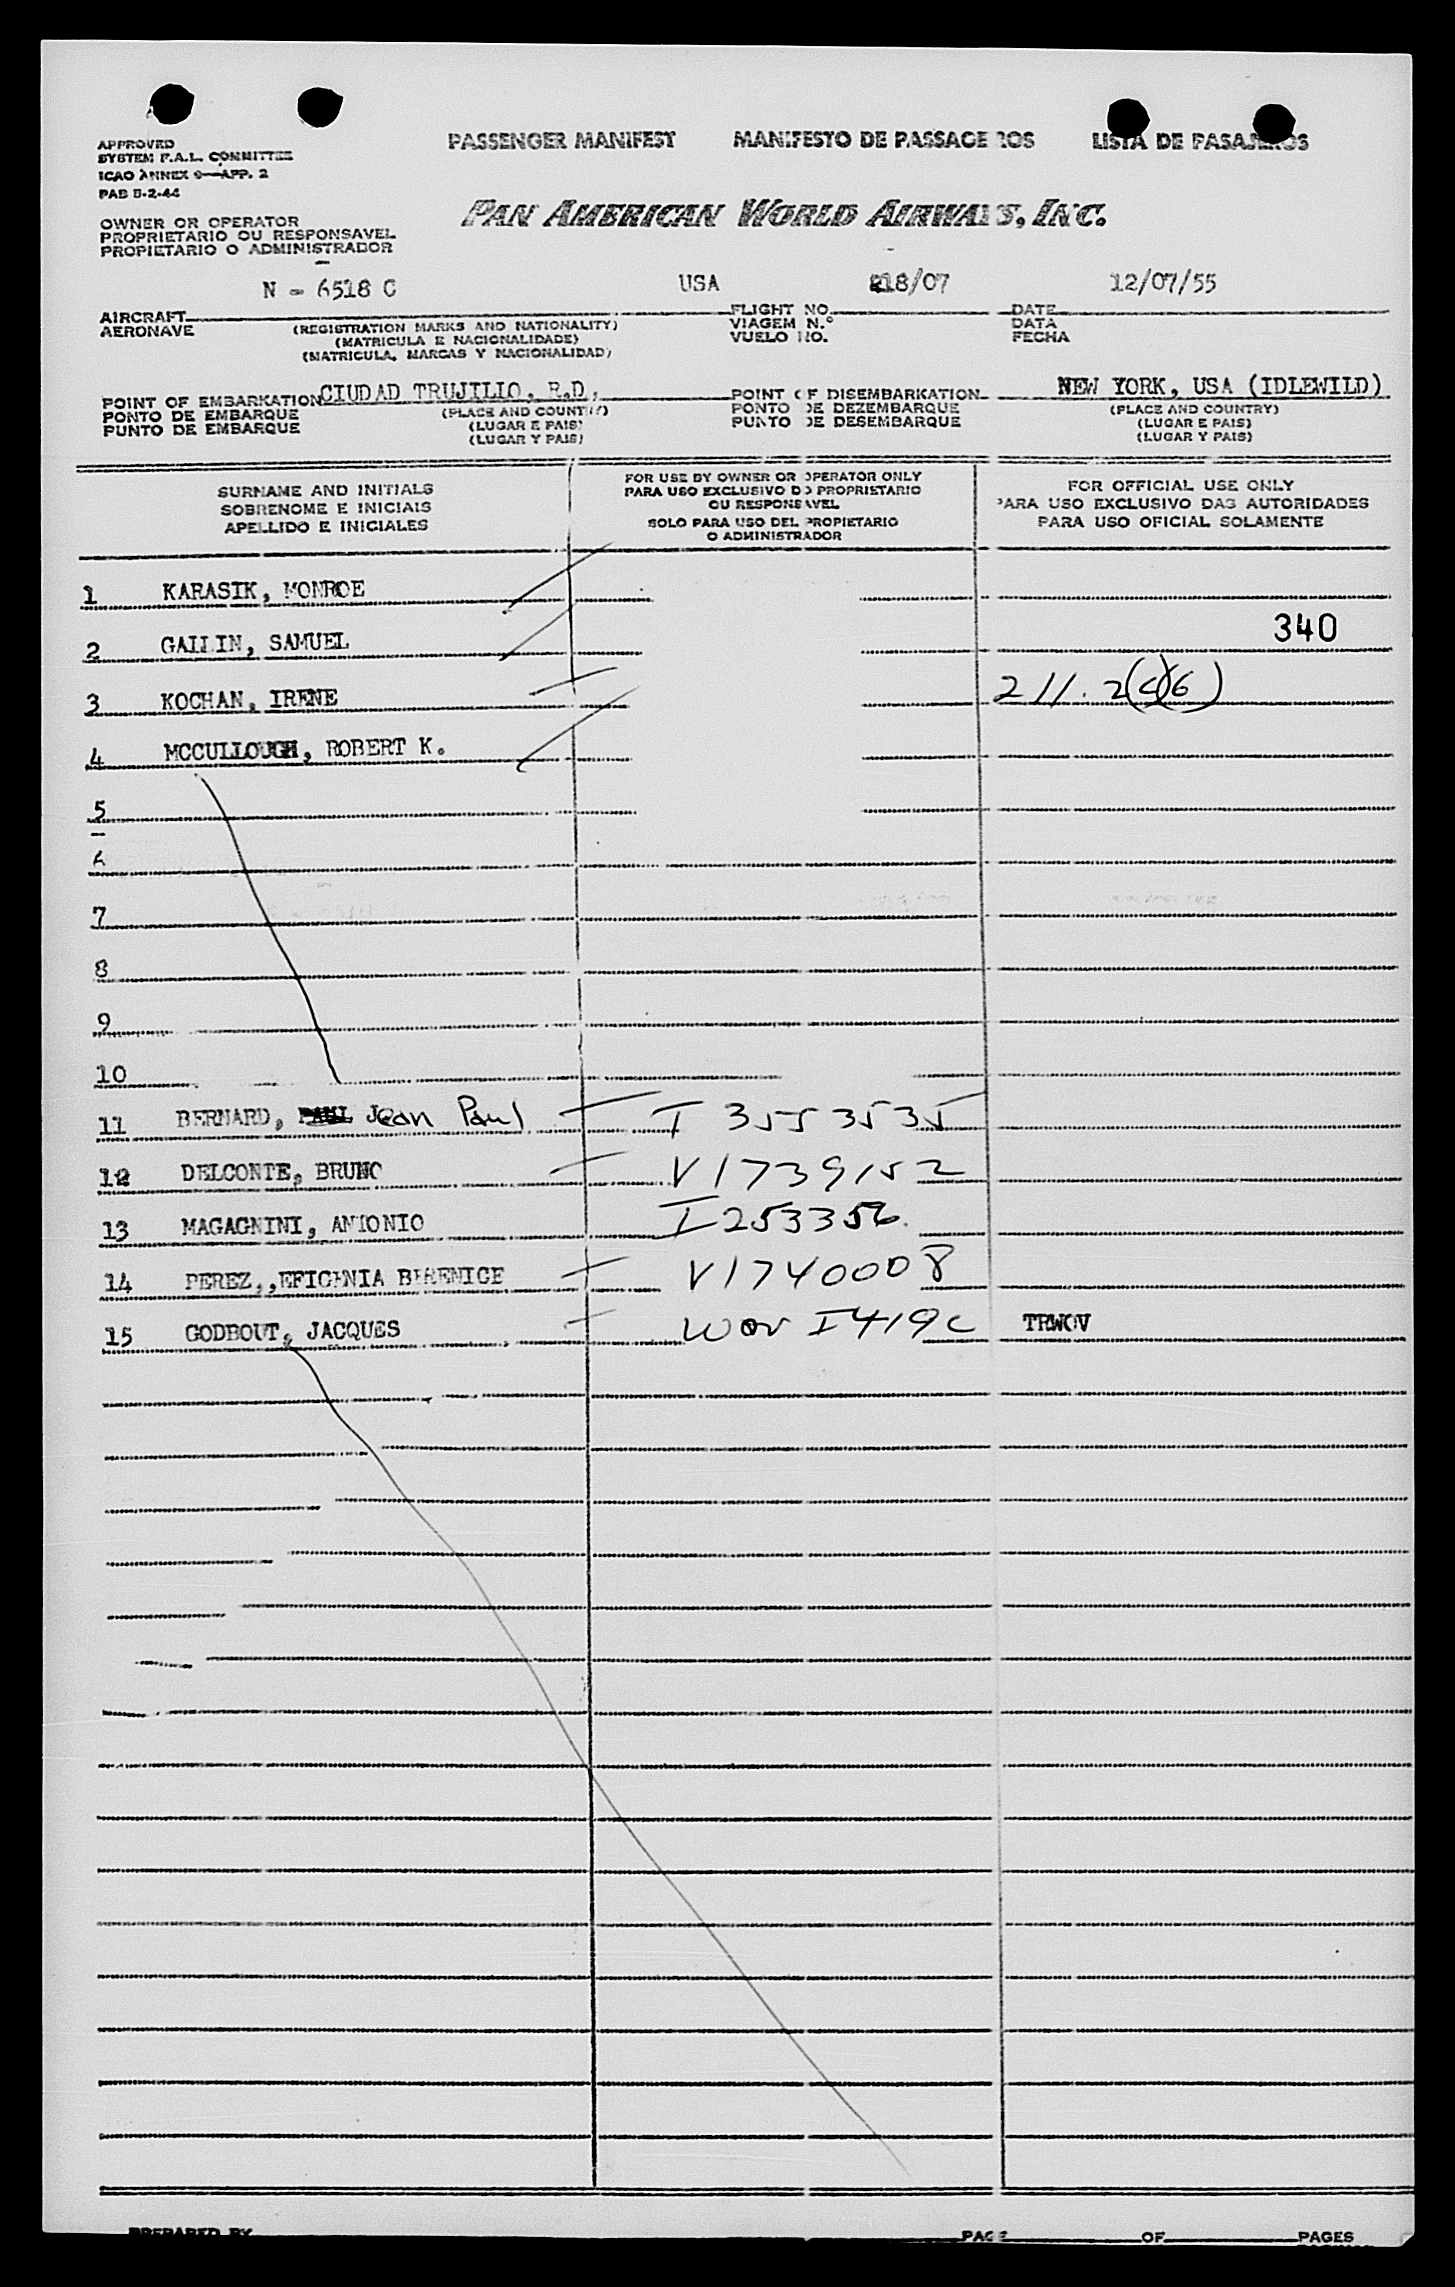 PASSENGER MANIFEST MANIFESTO DE PASSAGEIROS LISTA DE PASAJEROS
APPROVED
SYSTEM F.A.L. COMMITTEE
ICAO ANNEX 9—APP. 2
PAB B-2-44
PAN AMERICAN WORLD AIRWAYS, INC.
OWNER OR OPERATOR
PROPRIETARIO OU RESPONSAVEL
PROPIETARIO O ADMINISTRADOR
N - 6518 C USA 218/07 12/07/55
AIRCRAFT FLIGHT NO. DATE
AERONAVE (REGISTRATION MARKS AND NATIONALITY) VIAGEM N.° DATA
(MATRICULA E NACIONALIDADE) VUELO NO. FECHA
(MATRICULA, MARCAS Y NACIONALIDAD)
POINT OF EMBARKATION CIUDAD TRUJILLO, R.D. POINT OF DISEMBARKATION NEW YORK, USA (IDLEWILD)
PONTO DE EMBARQUE (PLACE AND COUNTRY) PONTO DE DEZEMBARQUE (PLACE AND COUNTRY)
PUNTO DE EMBARQUE (LUGAR E PAIS) PUNTO DE DESEMBARQUE (LUGAR E PAIS)
(LUGAR Y PAIS) (LUGAR Y PAIS)
SURNAME AND INITIALS
SOBRENOME E INICIAIS
APELLIDO E INICIALES
FOR USE BY OWNER OR OPERATOR ONLY
PARA USO EXCLUSIVO DO PROPRIETARIO
OU RESPONSAVEL
SOLO PARA USO DEL PROPIETARIO
O ADMINISTRADOR
FOR OFFICIAL USE ONLY
PARA USO EXCLUSIVO DAS AUTORIDADES
PARA USO OFICIAL SOLAMENTE
1 KARASIK, MONROE
2 GALLIN, SAMUEL 340
3 KOCHAN, IRENE 211.2(c)(6)
4 MCCULLOUGH, ROBERT K.
5
6
7
8
9
10
11 BERNARD, PAUL Jean Paul I 3553535
12 DELCONTE, BRUNO V1739152
13 MAGAGNINI, ANTONIO I253356
14 PEREZ,,EFIGENIA BERENICE V1740008
15 GODBOUT, JACQUES WOV I419c TRWOV
PREPARED BY PAGE OF PAGES